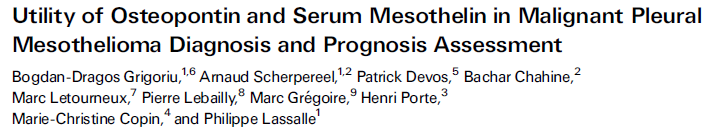 Utility of Osteopontin and Serum Mesothelin in Malignant Pleural
Mesothelioma Diagnosis and Prognosis Assessment
Bogdan-Dragos Grigoriu,1,6 Arnaud Scherpereel,1,2 Patrick Devos,5 Bachar Chahine,2
Marc Letourneux,7 Pierre Lebailly,8 Marc Grégoire,9 Henri Porte,3
Marie-Christine Copin,4 and Philippe Lassalle1